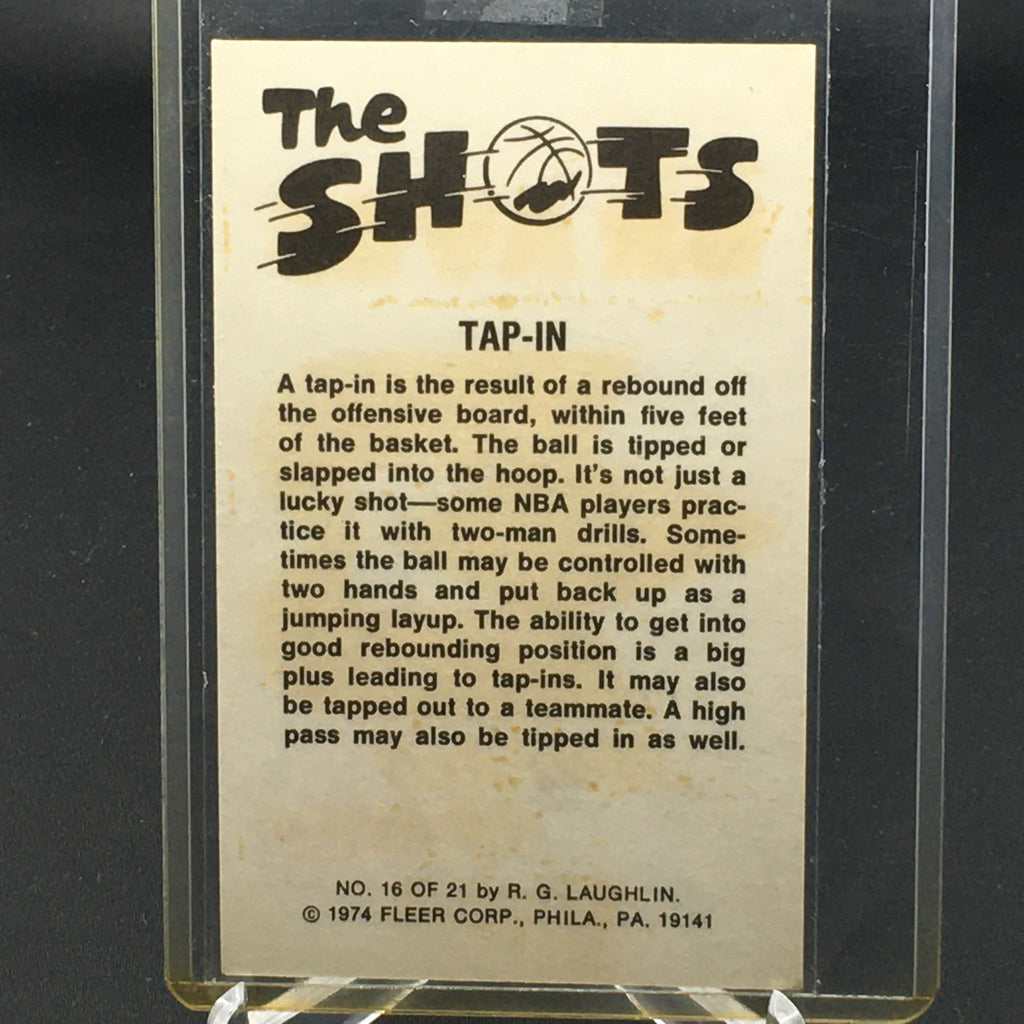 The
SHOTS
TAP-IN
A tap-in is the result of a rebound off
the offensive board, within five feet
of the basket. The ball is tipped or
slapped into the hoop. It's not just a
lucky shot—some NBA players prac-
tice it with two-man drills. Some-
times the ball may be controlled with
two hands and put back up as a
jumping layup. The ability to get into
good rebounding position is a big
plus leading to tap-ins. It may also
be tapped out to a teammate. A high
pass may also be tipped in as well.
NO. 16 OF 21 by R. G. LAUGHLIN.
© 1974 FLEER CORP., PHILA., PA. 19141